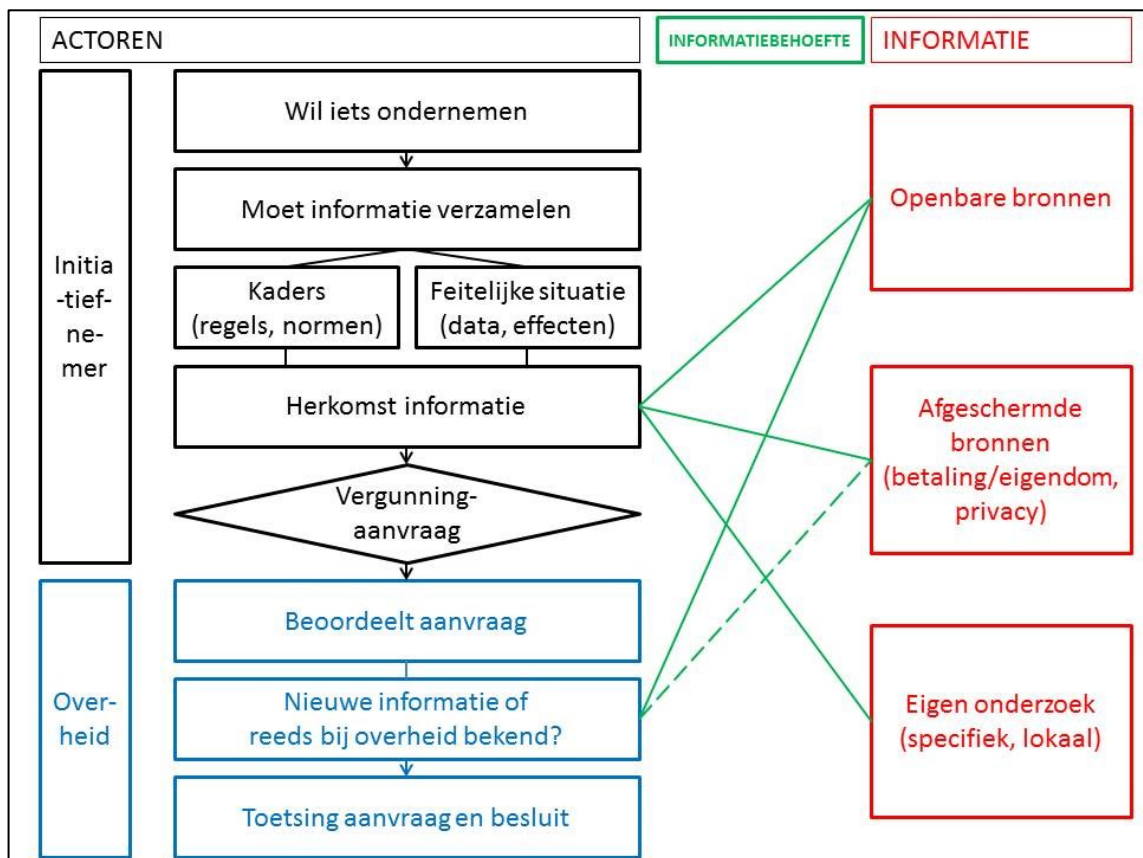 ACTOREN
INFORMATIEBEHOEFTE
INFORMATIE
Initia
-tief-
ne-
mer
Wil iets ondernemen
Moet informatie verzamelen
Kaders
(regels, normen)
Feitelijke situatie
(data, effecten)
Herkomst informatie
Vergunning-
aanvraag
Over-
heid
Beoordeelt aanvraag
Nieuwe informatie of
reeds bij overheid bekend?
Toetsing aanvraag en besluit
Openbare bronnen
Afgeschermde
bronnen
(betaling/eigendom,
privacy)
Eigen onderzoek
(specifiek, lokaal)